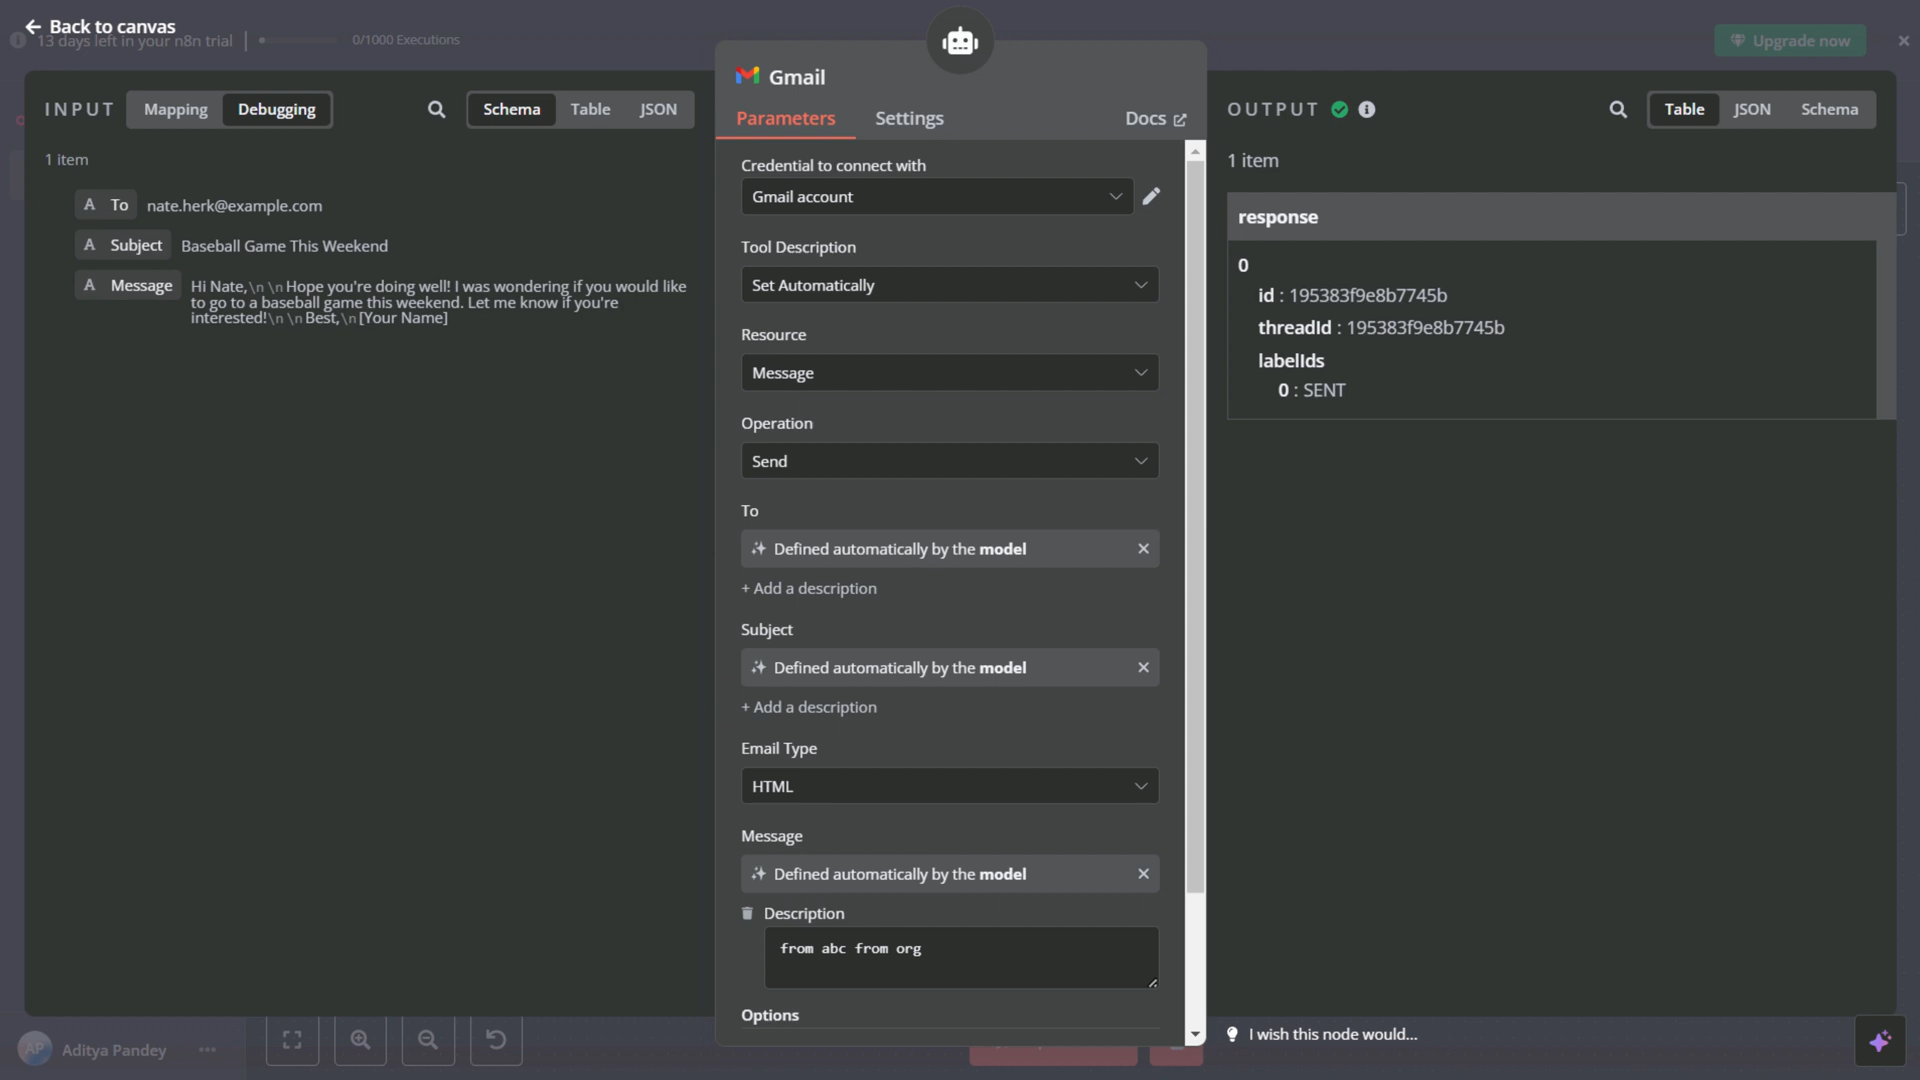 Back to canvas
13 days left in your n8n trial
0/1000 Executions
Upgrade now
INPUT
Mapping
Debugging
Schema
Table
JSON
1 item
A To nate.herk@example.com
A Subject Baseball Game This Weekend
A Message Hi Nate,\n \n Hope you're doing well! I was wondering if you would like
to go to a baseball game this weekend. Let me know if you're
interested!\n \n Best,\n [Your Name]
Gmail
Parameters
Settings
Docs
Credential to connect with
Gmail account
Tool Description
Set Automatically
Resource
Message
Operation
Send
To
Defined automatically by the model
+ Add a description
Subject
Defined automatically by the model
+ Add a description
Email Type
HTML
Message
Defined automatically by the model
Description
from abc from org
Options
OUTPUT
Table
JSON
Schema
1 item
response
0
id : 195383f9e8b7745b
threadId : 195383f9e8b7745b
labelIds
0 : SENT
I wish this node would...
AP
Aditya Pandey